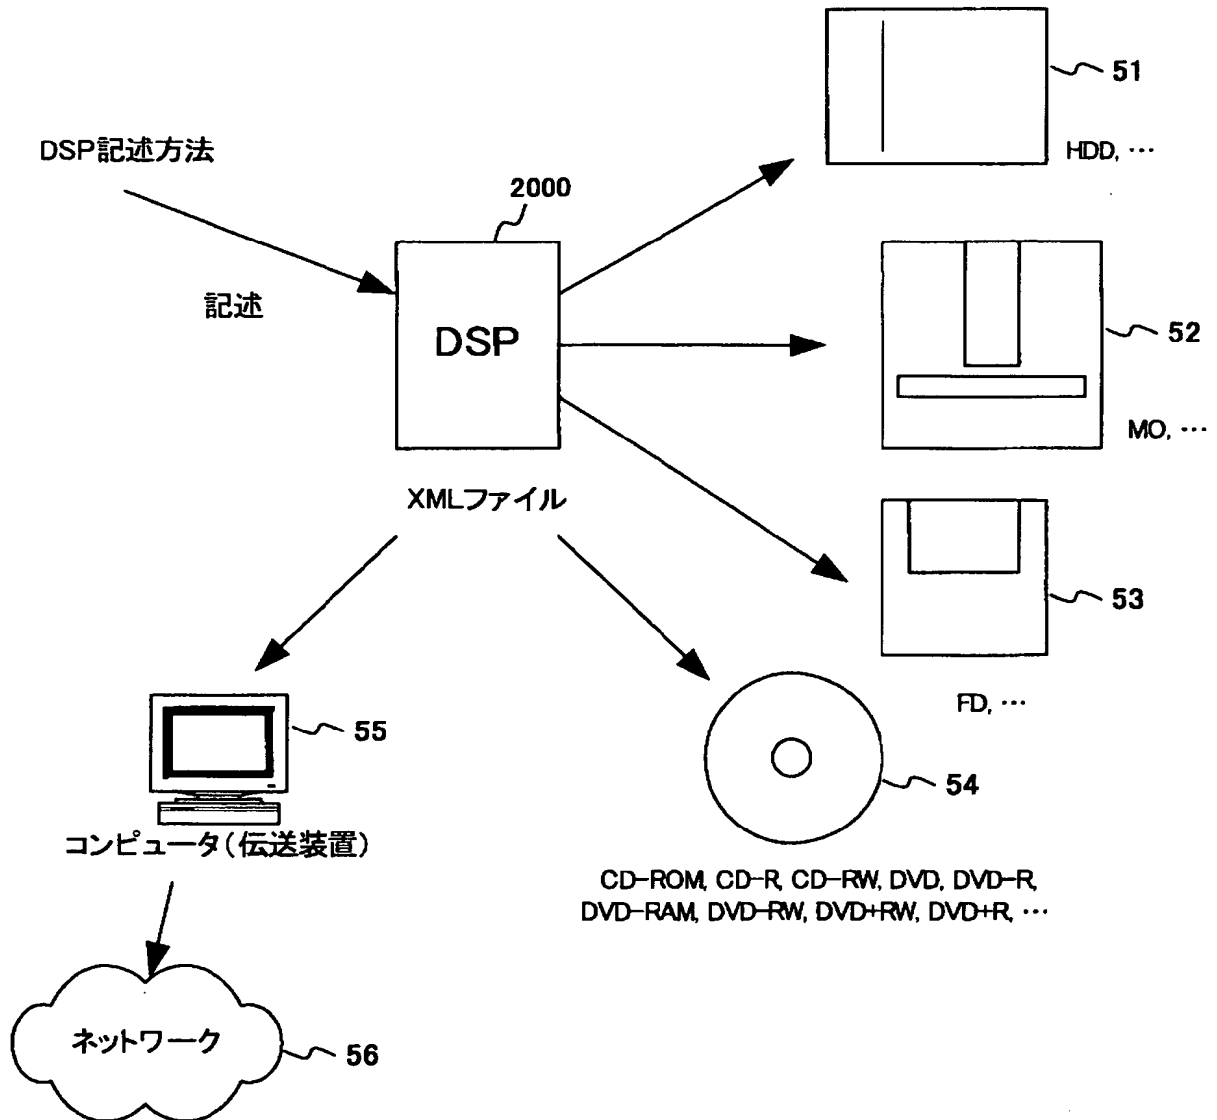 51
HDD, …
DSP記述方法
2000
記述
DSP
52
MO, …
XMLファイル
53
FD, …
55
54
コンピュータ(伝送装置)
CD-ROM, CD-R, CD-RW, DVD, DVD-R,
DVD-RAM, DVD-RW, DVD+RW, DVD+R, …
ネットワーク
56